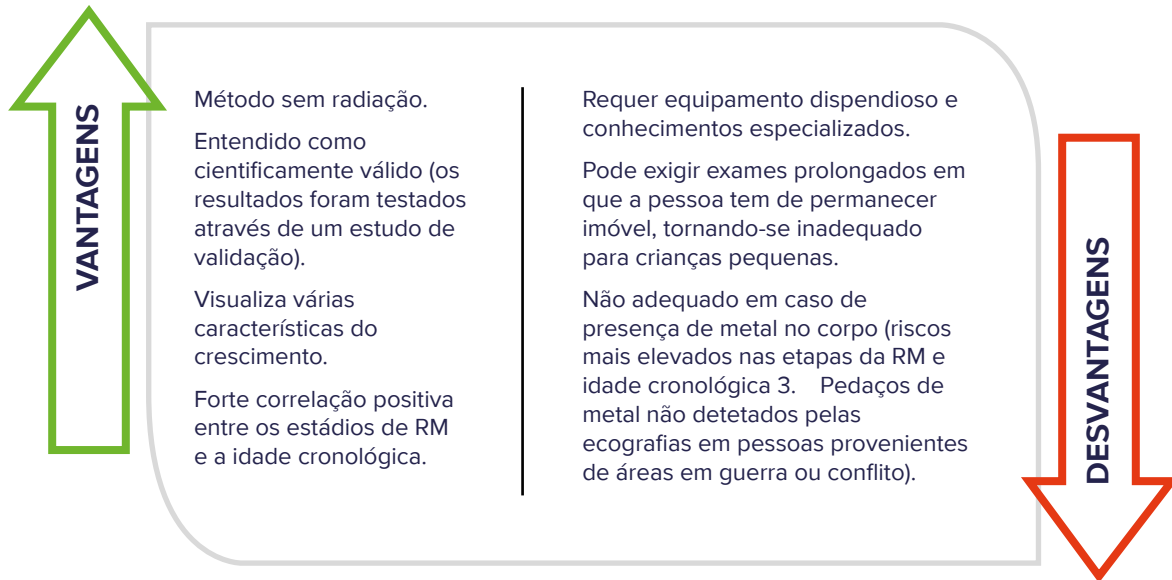 VANTAGENS
Método sem radiação.
Entendido como
cientificamente válido (os
resultados foram testados
através de um estudo de
validação).
Visualiza várias
características do
crescimento.
Forte correlação positiva
entre os estádios de RM
e a idade cronológica.
Requer equipamento dispendioso e
conhecimentos especializados.
Pode exigir exames prolongados em
que a pessoa tem de permanecer
imóvel, tornando-se inadequado
para crianças pequenas.
Não adequado em caso de
presença de metal no corpo (riscos
mais elevados nas etapas da RM e
idade cronológica 3. Pedaços de
metal não detetados pelas
ecografias em pessoas provenientes
de áreas em guerra ou conflito).
DESVANTAGENS